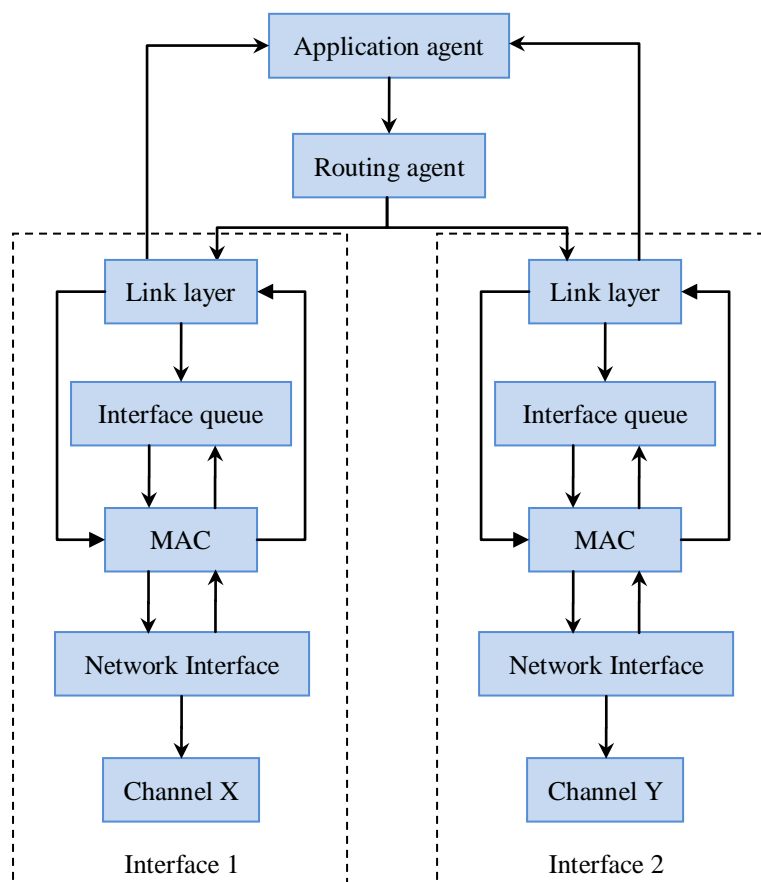 Application agent
Routing agent
Link layer
Interface queue
MAC
Network Interface
Channel X
Interface 1
Link layer
Interface queue
MAC
Network Interface
Channel Y
Interface 2